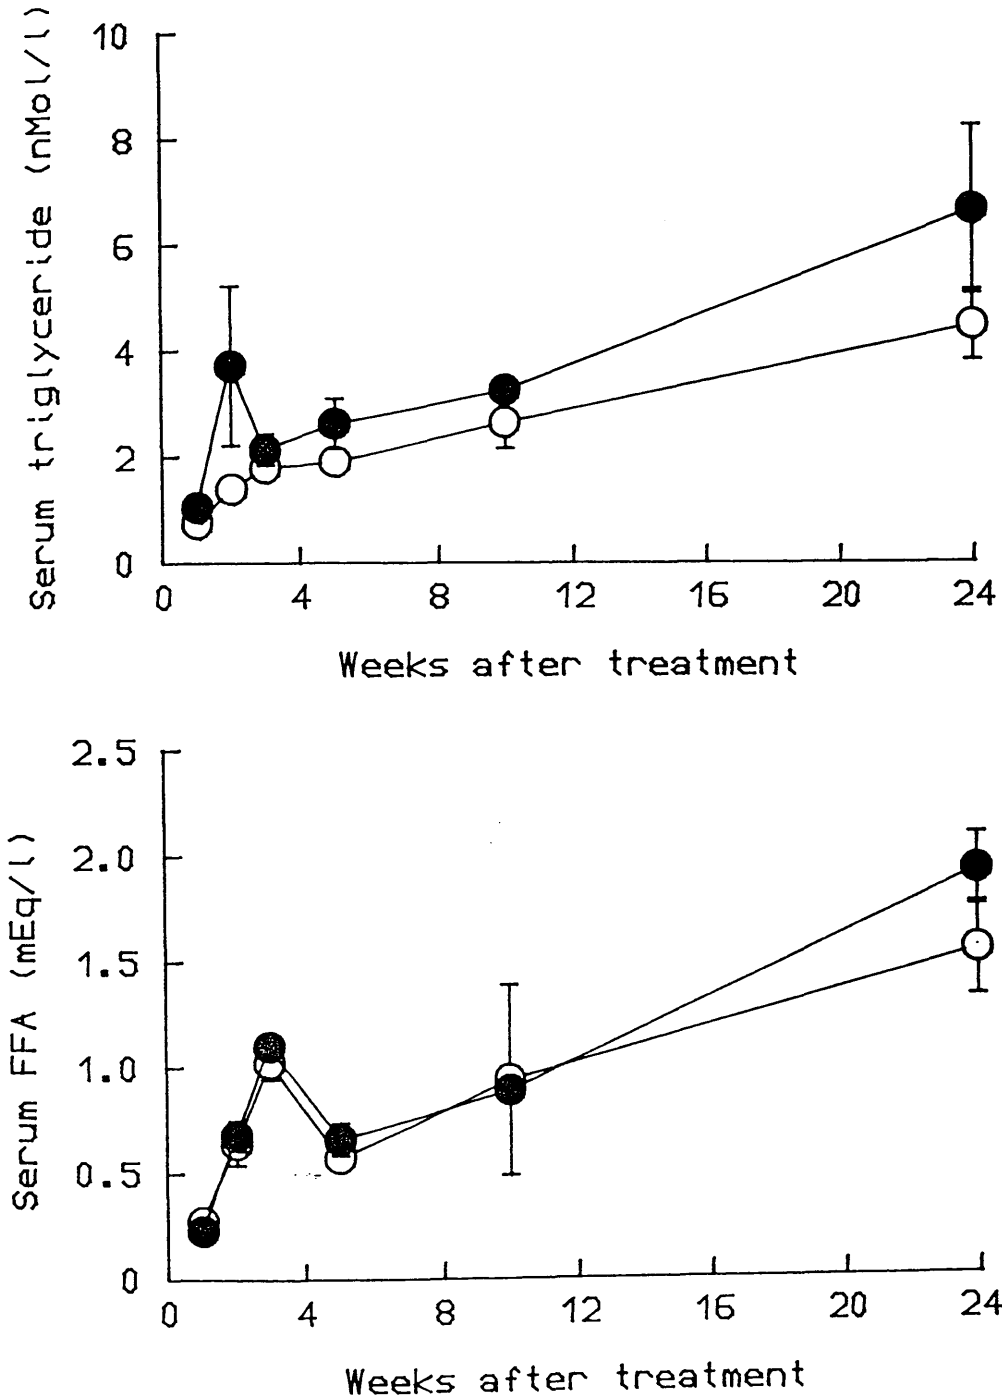 Serum triglyceride (nMol/l)
10
8
6
4
2
0
0 4 8 12 16 20 24
Weeks after treatment
Serum FFA (mEq/l)
2.5
2.0
1.5
1.0
0.5
0
0 4 8 12 16 20 24
Weeks after treatment